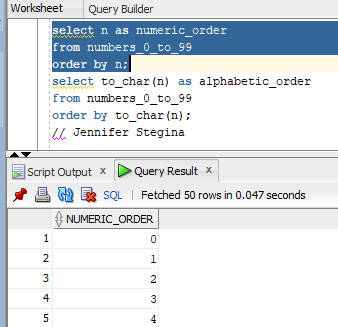 Worksheet Query Builder
select n as numeric_order
from numbers_0_to_99
order by n;
select to_char(n) as alphabetic_order
from numbers_0_to_99
order by to_char(n);
// Jennifer Stegina
Script Output x Query Result x
SQL Fetched 50 rows in 0.047 seconds
NUMERIC_ORDER
1 0
2 1
3 2
4 3
5 4